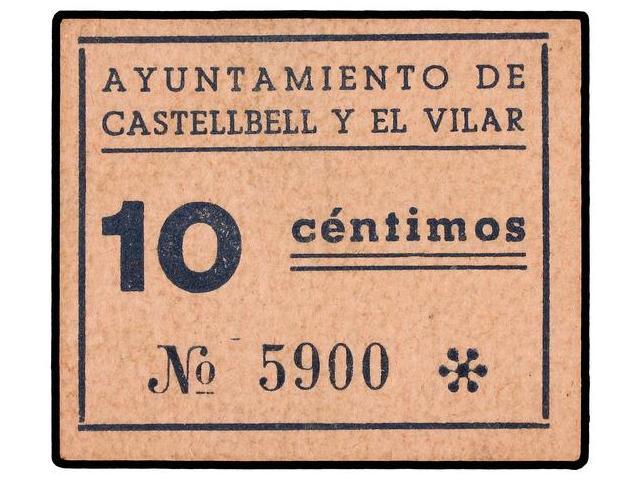 AYUNTAMIENTO DE
CASTELLBELL Y EL VILAR
10 céntimos
№ 5900 *